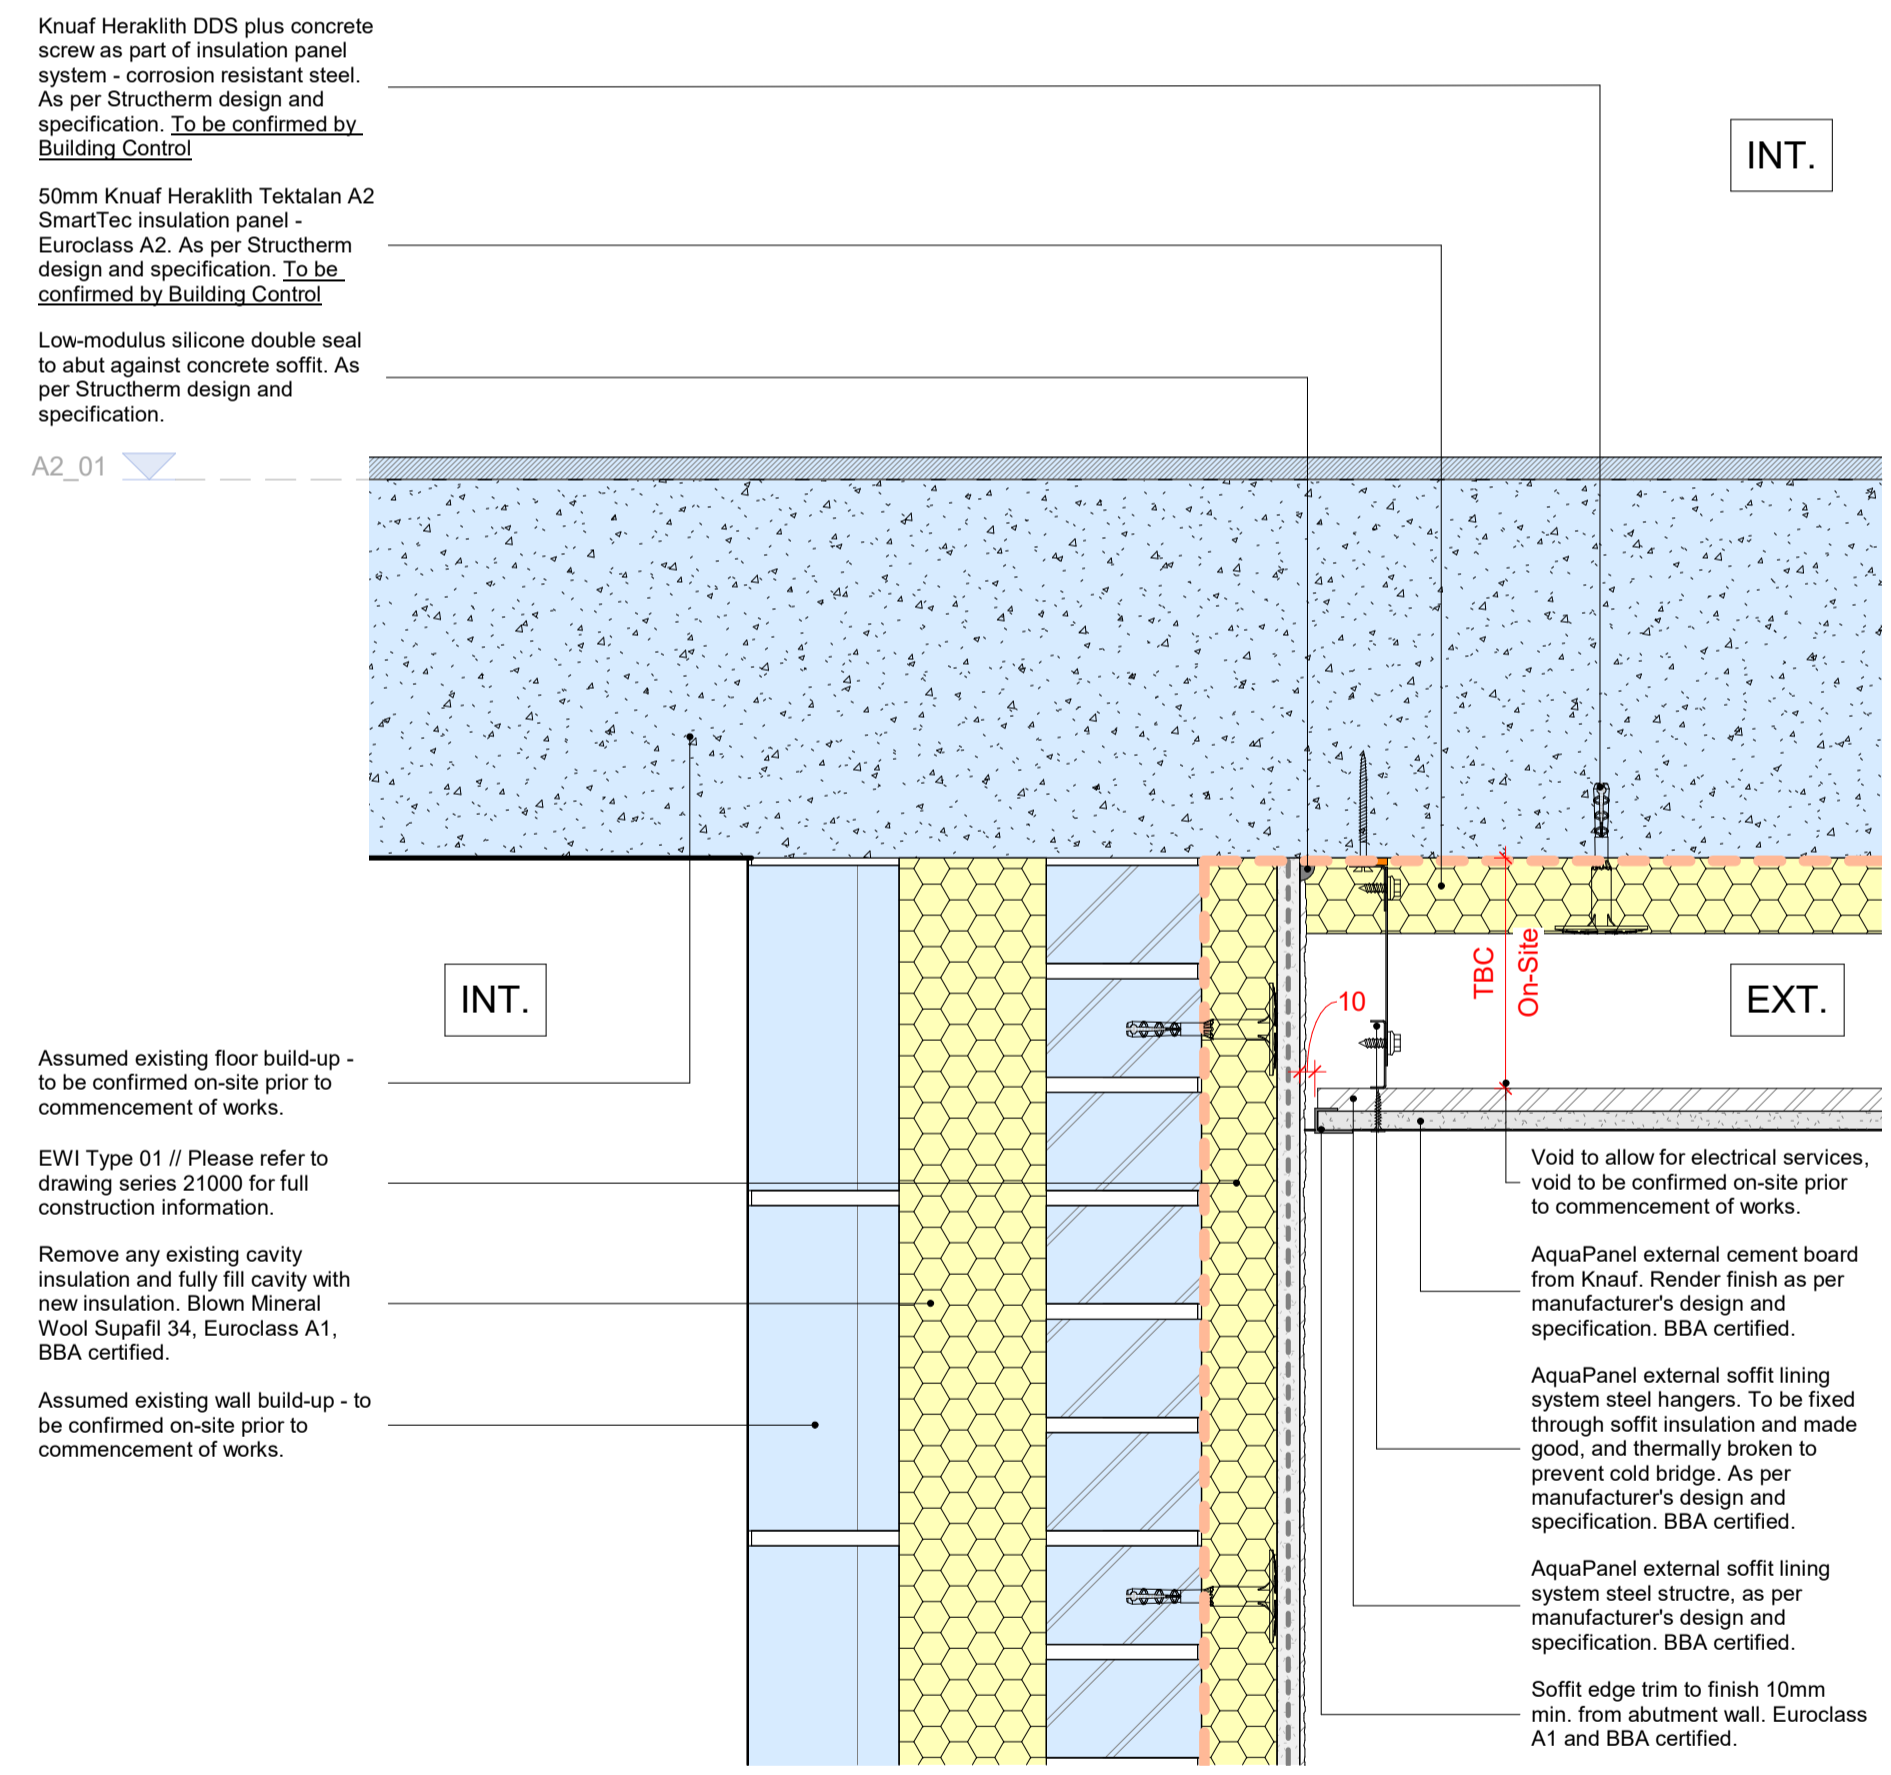 Knuaf Heraklith DDS plus concrete
screw as part of insulation panel
system - corrosion resistant steel.
As per Structherm design and
specification. To be confirmed by
Building Control
50mm Knuaf Heraklith Tektalan A2
SmartTec insulation panel -
Euroclass A2. As per Structherm
design and specification. To be
confirmed by Building Control
Low-modulus silicone double seal
to abut against concrete soffit. As
per Structherm design and
specification.
A2_01
INT.
INT.
EXT.
TBC
On-Site
10
Assumed existing floor build-up -
to be confirmed on-site prior to
commencement of works.
EWI Type 01 // Please refer to
drawing series 21000 for full
construction information.
Remove any existing cavity
insulation and fully fill cavity with
new insulation. Blown Mineral
Wool Supafil 34, Euroclass A1,
BBA certified.
Assumed existing wall build-up - to
be confirmed on-site prior to
commencement of works.
Void to allow for electrical services,
void to be confirmed on-site prior
to commencement of works.
AquaPanel external cement board
from Knauf. Render finish as per
manufacturer's design and
specification. BBA certified.
AquaPanel external soffit lining
system steel hangers. To be fixed
through soffit insulation and made
good, and thermally broken to
prevent cold bridge. As per
manufacturer's design and
specification. BBA certified.
AquaPanel external soffit lining
system steel structre, as per
manufacturer's design and
specification. BBA certified.
Soffit edge trim to finish 10mm
min. from abutment wall. Euroclass
A1 and BBA certified.